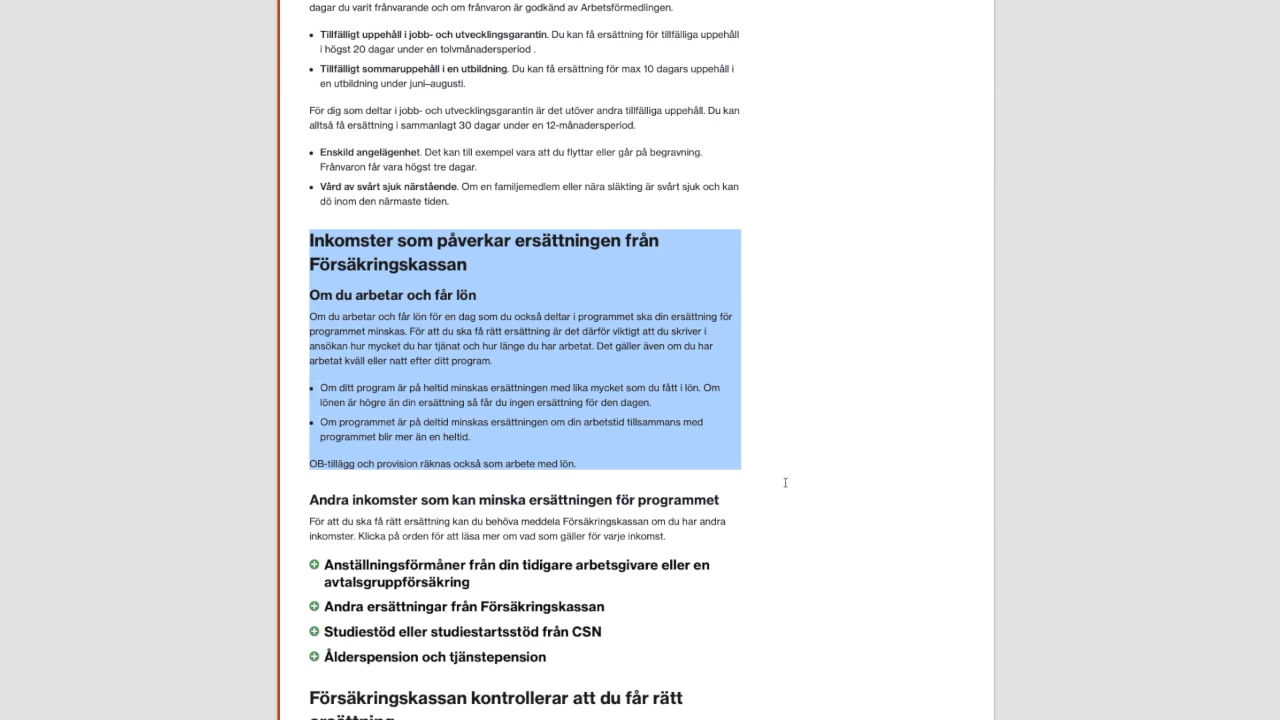 dagar du varit frånvarande och om frånvaron är godkänd av Arbetsförmedlingen.
• Tillfälligt uppehåll i jobb- och utvecklingsgarantin. Du kan få ersättning för tillfälliga uppehåll
i högst 20 dagar under en tolvmånadersperiod .
• Tillfälligt sommaruppehåll i en utbildning. Du kan få ersättning för max 10 dagars uppehåll i
en utbildning under juni–augusti.
För dig som deltar i jobb- och utvecklingsgarantin är det utöver andra tillfälliga uppehåll. Du kan
alltså få ersättning i sammanlagt 30 dagar under en 12-månadersperiod.
• Enskild angelägenhet. Det kan till exempel vara att du flyttar eller går på begravning.
Frånvaron får vara högst tre dagar.
• Vård av svårt sjuk närstående. Om en familjemedlem eller nära släkting är svårt sjuk och kan
dö inom den närmaste tiden.
Inkomster som påverkar ersättningen från
Försäkringskassan
Om du arbetar och får lön
Om du arbetar och får lön för en dag som du också deltar i programmet ska din ersättning för
programmet minskas. För att du ska få rätt ersättning är det därför viktigt att du skriver i
ansökan hur mycket du har tjänat och hur länge du har arbetat. Det gäller även om du har
arbetat kväll eller natt efter ditt program.
• Om ditt program är på heltid minskas ersättningen med lika mycket som du fått i lön. Om
lönen är högre än din ersättning så får du ingen ersättning för den dagen.
• Om programmet är på deltid minskas ersättningen om din arbetstid tillsammans med
programmet blir mer än en heltid.
OB-tillägg och provision räknas också som arbete med lön.
Andra inkomster som kan minska ersättningen för programmet
För att du ska få rätt ersättning kan du behöva meddela Försäkringskassan om du har andra
inkomster. Klicka på orden för att läsa mer om vad som gäller för varje inkomst.
Anställningsförmåner från din tidigare arbetsgivare eller en
avtalsgruppförsäkring
Andra ersättningar från Försäkringskassan
Studiestöd eller studiestartsstöd från CSN
Ålderspension och tjänstepension
Försäkringskassan kontrollerar att du får rätt
ersättning